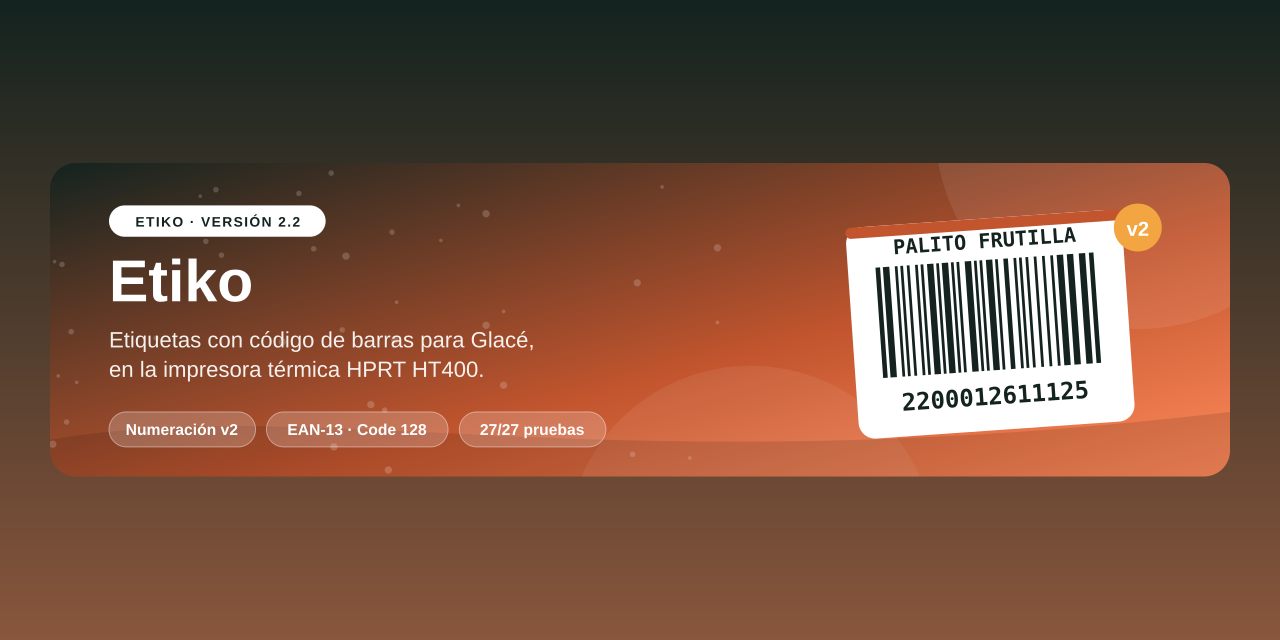 ETIKO · VERSIÓN 2.2
Etiko
Etiquetas con código de barras para Glacé,
en la impresora térmica HPRT HT400.
Numeración v2
EAN-13 · Code 128
27/27 pruebas
PALITO FRUTILLA
2200012611125
v2